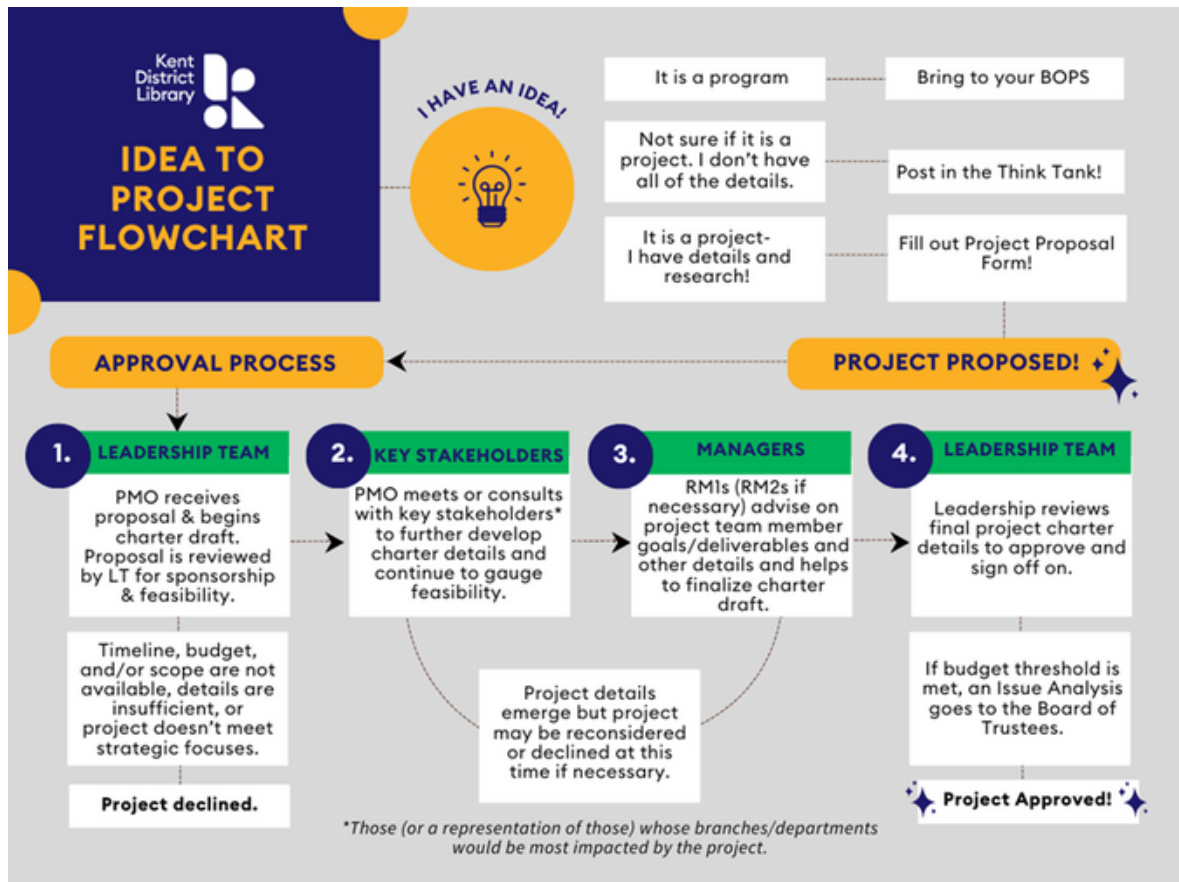 Kent
District
Library
IDEA TO
PROJECT
FLOWCHART
I HAVE AN IDEA!
It is a program
Bring to your BOPS
Not sure if it is a
project. I don't have
all of the details.
Post in the Think Tank!
It is a project-
I have details and
research!
Fill out Project Proposal
Form!
PROJECT PROPOSED!
APPROVAL PROCESS
1.
LEADERSHIP TEAM
PMO receives
proposal & begins
charter draft.
Proposal is reviewed
by LT for sponsorship
& feasibility.
Timeline, budget,
and/or scope are not
available, details are
insufficient, or
project doesn't meet
strategic focuses.
Project declined.
2.
KEY STAKEHOLDERS
PMO meets or consults
with key stakeholders*
to further develop
charter details and
continue to gauge
feasibility.
3.
MANAGERS
RM1s (RM2s if
necessary) advise on
project team member
goals/deliverables and
other details and helps
to finalize charter
draft.
Project details
emerge but project
may be reconsidered
or declined at this
time if necessary.
4.
LEADERSHIP TEAM
Leadership reviews
final project charter
details to approve and
sign off on.
If budget threshold is
met, an Issue Analysis
goes to the Board of
Trustees.
Project Approved!
*Those (or a representation of those) whose branches/departments
would be most impacted by the project.